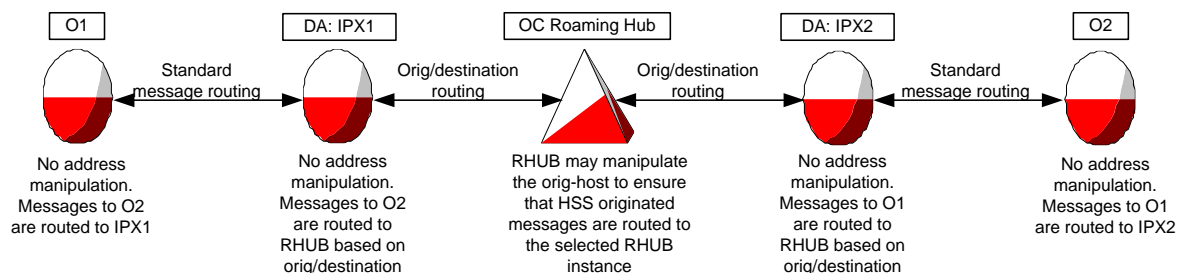 O1
DA: IPX1
OC Roaming Hub
DA: IPX2
O2
Standard
message routing
Orig/destination
routing
Orig/destination
routing
Standard
message routing
No address
manipulation.
Messages to O2
are routed to IPX1
No address
manipulation.
Messages to O2
are routed to
RHUB based on
orig/destination
RHUB may manipulate
the orig-host to ensure
that HSS originated
messages are routed to
the selected RHUB
instance
No address
manipulation.
Messages to O1
are routed to
RHUB based on
orig/destination
No address
manipulation.
Messages to O1
are routed to IPX2